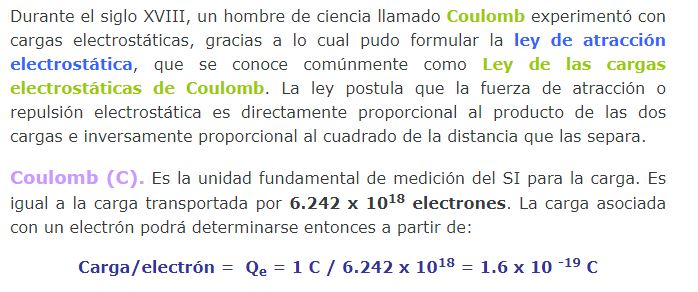 Durante el siglo XVIII, un hombre de ciencia llamado Coulomb experimentó con
cargas electrostáticas, gracias a lo cual pudo formular la ley de atracción
electrostática, que se conoce comúnmente como Ley de las cargas
electrostáticas de Coulomb. La ley postula que la fuerza de atracción o
repulsión electrostática es directamente proporcional al producto de las dos
cargas e inversamente proporcional al cuadrado de la distancia que las separa.
Coulomb (C). Es la unidad fundamental de medición del SI para la carga. Es
igual a la carga transportada por 6.242 x 10¹⁸ electrones. La carga asociada
con un electrón podrá determinarse entonces a partir de:
Carga/electrón = Qₑ = 1 C / 6.242 x 10¹⁸ = 1.6 x 10 ⁻¹⁹ C